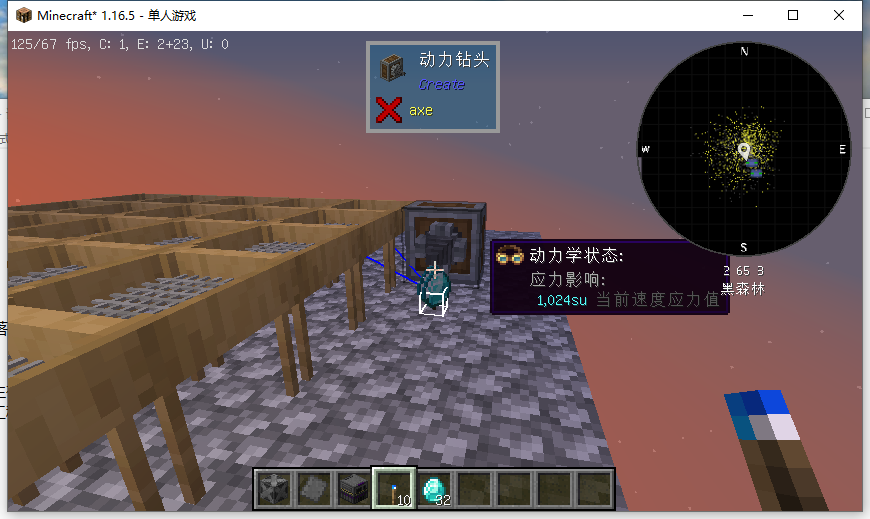 Minecraft* 1.16.5 - 单人游戏
125/67 fps, C: 1, E: 2+23, U: 0
动力钻头
Create
axe
N
W
E
S
动力学状态:
应力影响:
1,024su 当前速度应力值
2 65 3
黑森林
10
32